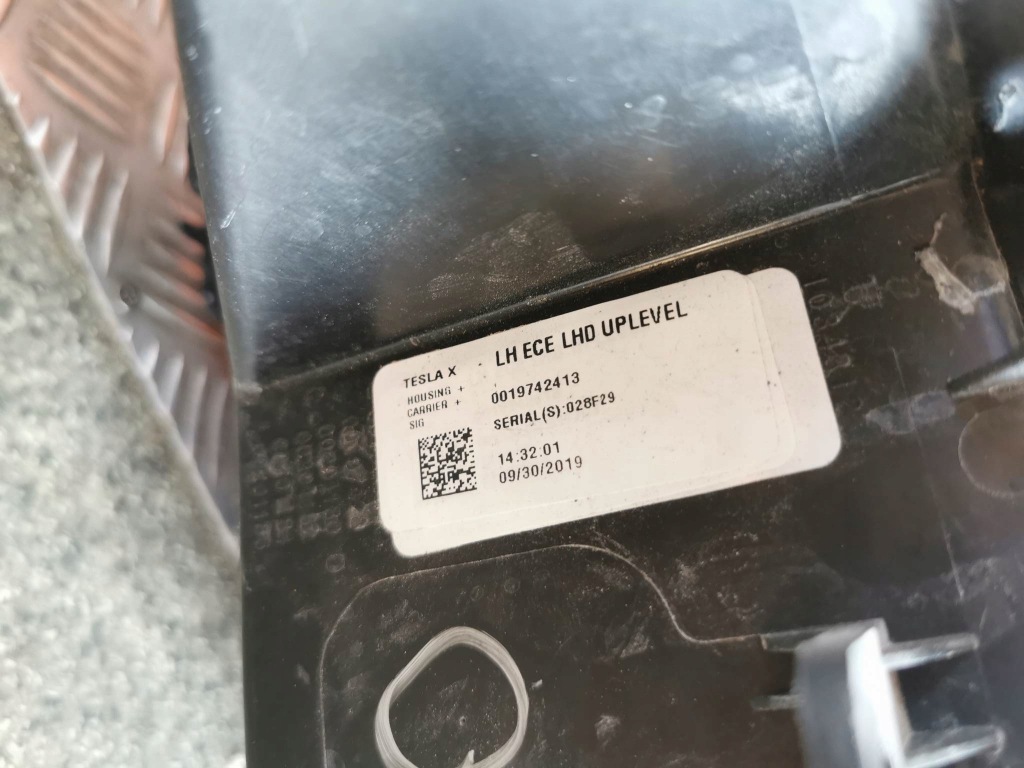 TESLA X - LH ECE LHD UPLEVEL
HOUSING + 0019742413
CARRIER +
SIG SERIAL(S):028F29
14:32:01
09/30/2019